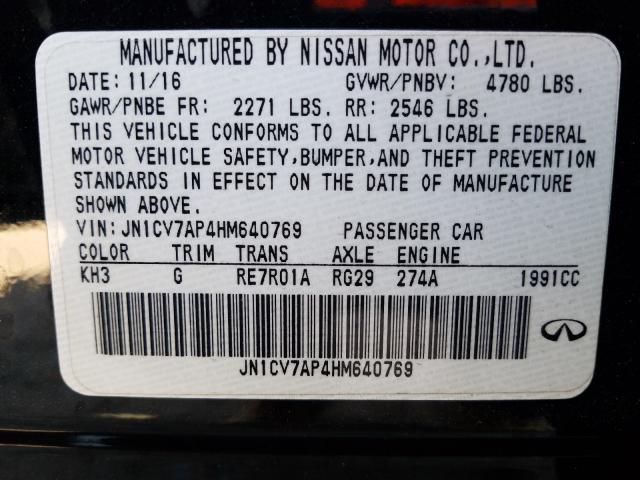 MANUFACTURED BY NISSAN MOTOR CO.,LTD.
DATE: 11/16 GVWR/PNBV: 4780 LBS.
GAWR/PNBE FR: 2271 LBS. RR: 2546 LBS.
THIS VEHICLE CONFORMS TO ALL APPLICABLE FEDERAL
MOTOR VEHICLE SAFETY,BUMPER,AND THEFT PREVENTION
STANDARDS IN EFFECT ON THE DATE OF MANUFACTURE
SHOWN ABOVE.
VIN: JN1CV7AP4HM640769 PASSENGER CAR
COLOR TRIM TRANS AXLE ENGINE
KH3 G RE7R01A RG29 274A 1991CC
JN1CV7AP4HM640769